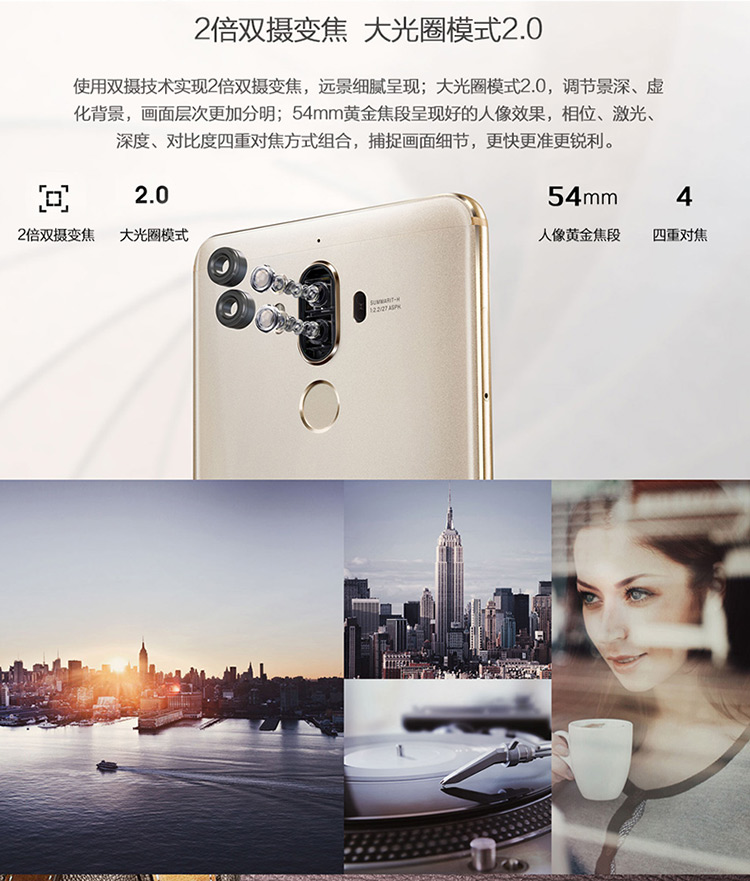 2倍双摄变焦 大光圈模式2.0
使用双摄技术实现2倍双摄变焦，远景细腻呈现；大光圈模式2.0，调节景深、虚
化背景，画面层次更加分明；54mm黄金焦段呈现好的人像效果，相位、激光、
深度、对比度四重对焦方式组合，捕捉画面细节，更快更准更锐利。
2.0
54mm
4
2倍双摄变焦
大光圈模式
人像黄金焦段
四重对焦
SUMMARIT-H
1:2.2/27 ASPH